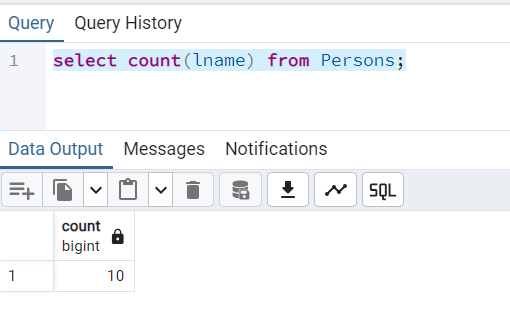 Query Query History
1 select count(lname) from Persons;
Data Output Messages Notifications
SQL
count
bigint
1 10